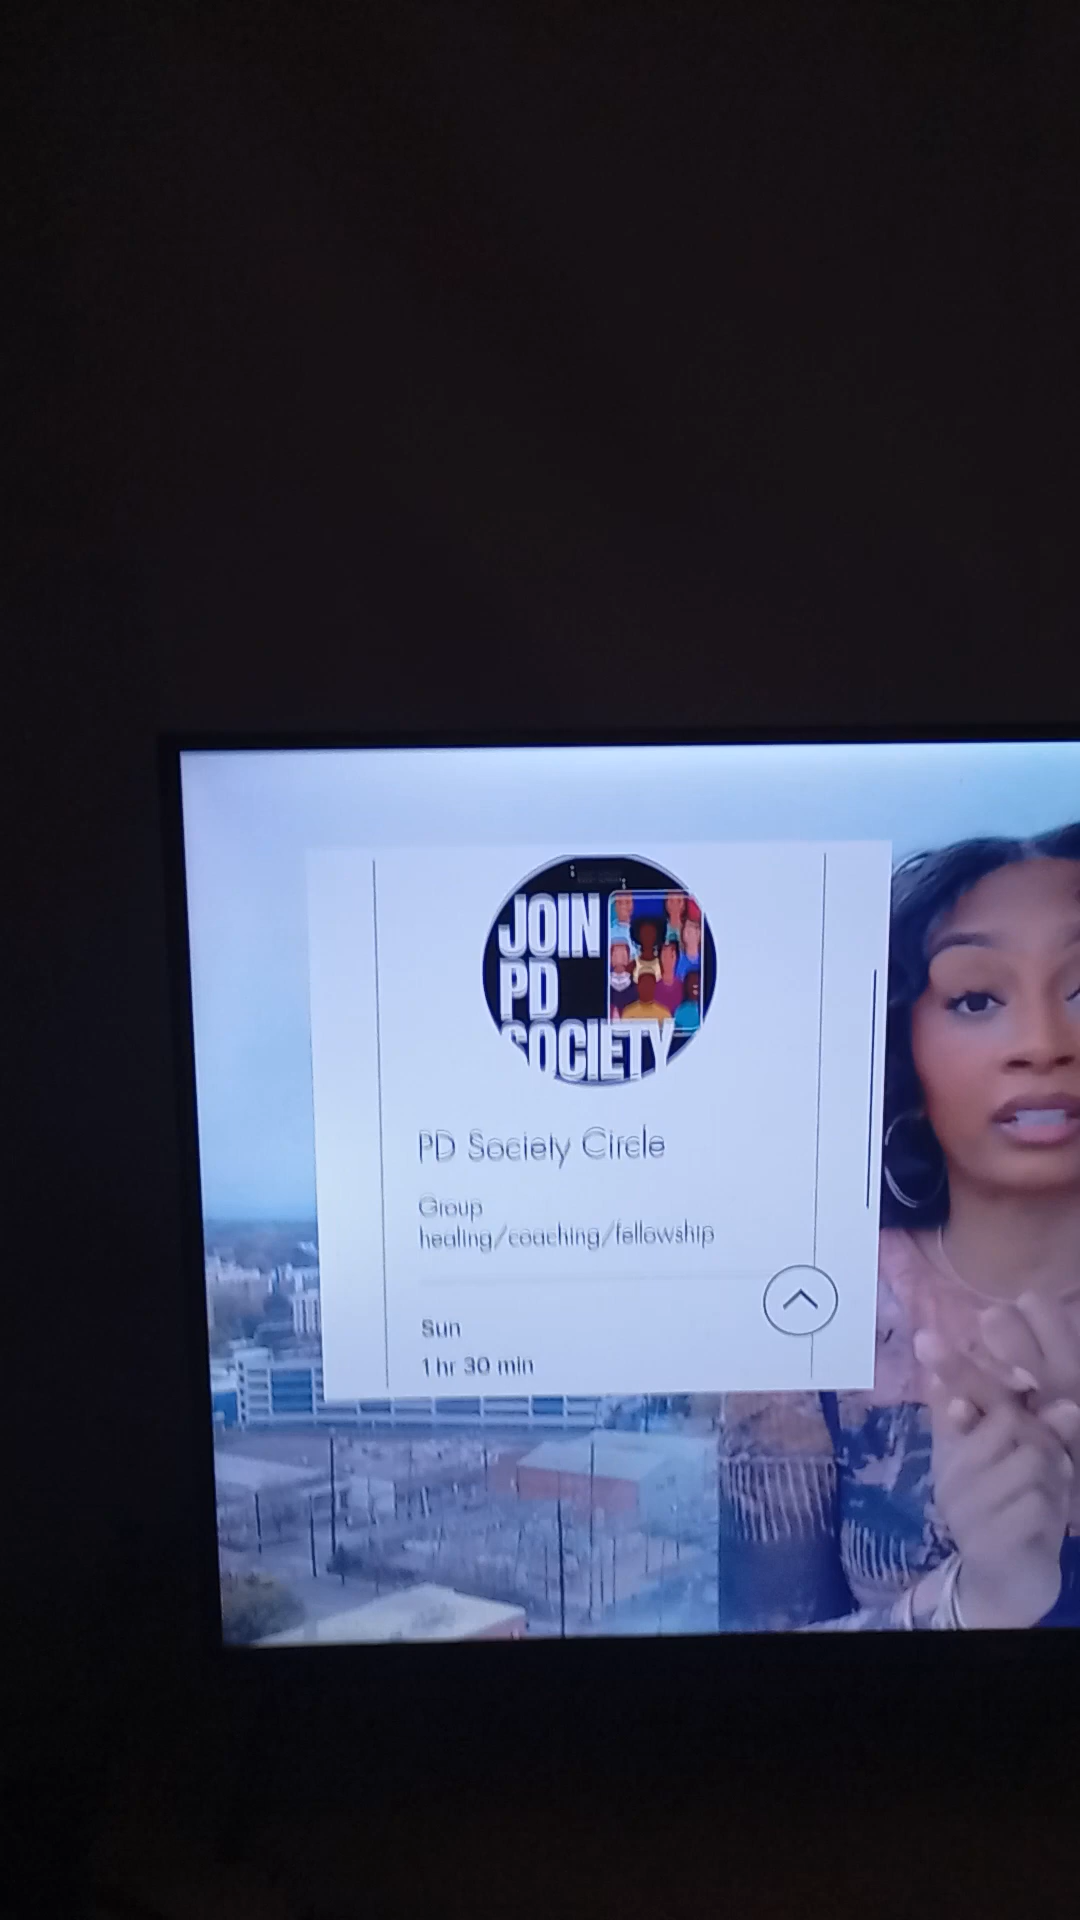 JOIN
PD
SOCIETY
PD Society Circle
Group
healing/coaching/fellowship
Sun
1 hr 30 min